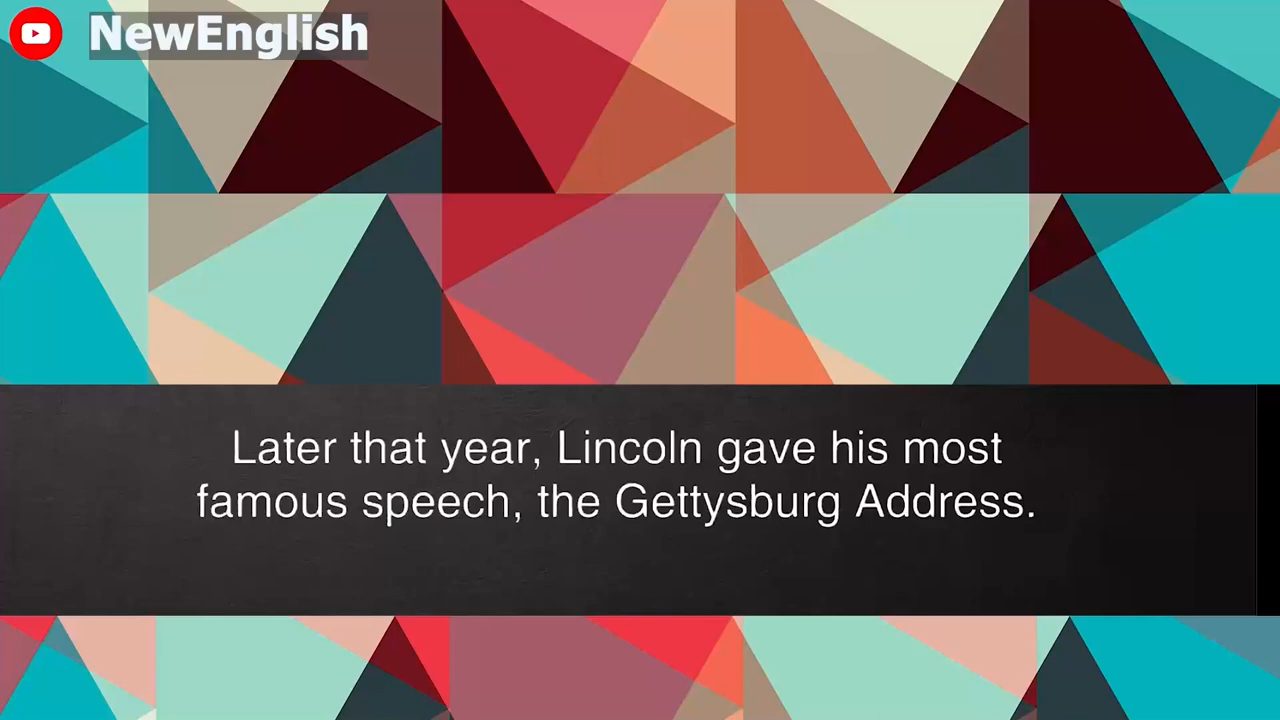 NewEnglish
Later that year, Lincoln gave his most
famous speech, the Gettysburg Address.